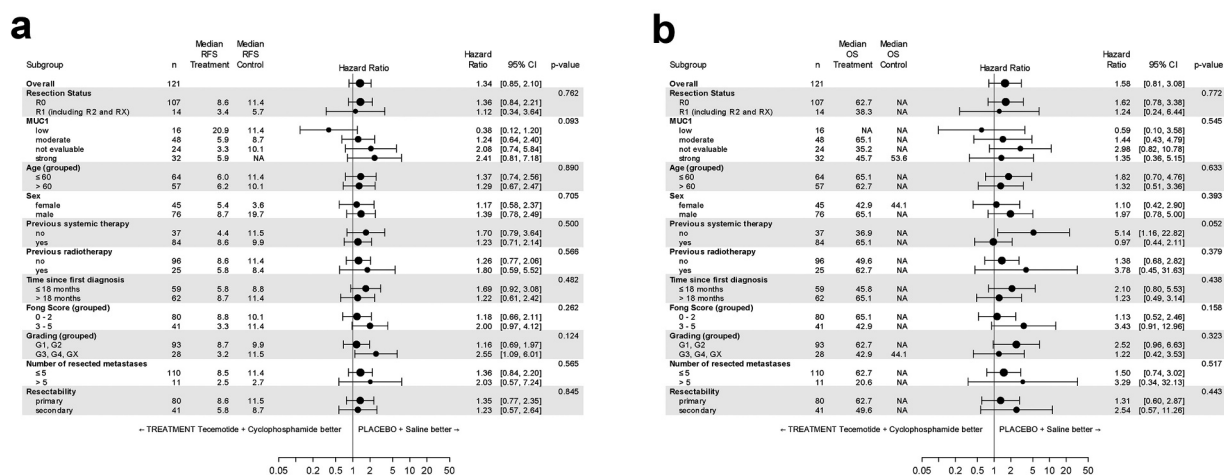 a
Median Median
RFS RFS Hazard
Subgroup n Treatment Control Hazard Ratio Ratio 95% CI p-value
Overall 121 1.34 [0.85, 2.10]
Resection Status 0.762
R0 107 8.6 11.4 1.36 [0.84, 2.21]
R1 (including R2 and RX) 14 3.4 5.7 1.12 [0.34, 3.64]
MUC1 0.093
low 16 20.9 11.4 0.38 [0.12, 1.20]
moderate 48 5.9 8.7 1.24 [0.64, 2.40]
not evaluable 24 3.3 10.1 2.08 [0.74, 5.84]
strong 32 5.9 NA 2.41 [0.81, 7.18]
Age (grouped) 0.890
≤ 60 64 6.0 11.4 1.37 [0.74, 2.56]
> 60 57 6.2 10.1 1.29 [0.67, 2.47]
Sex 0.705
female 45 5.4 3.6 1.17 [0.58, 2.37]
male 76 8.7 19.7 1.39 [0.78, 2.49]
Previous systemic therapy 0.500
no 37 4.4 11.5 1.70 [0.79, 3.64]
yes 84 8.6 9.9 1.23 [0.71, 2.14]
Previous radiotherapy 0.566
no 96 8.6 11.4 1.26 [0.77, 2.06]
yes 25 5.8 8.4 1.80 [0.59, 5.52]
Time since first diagnosis 0.482
≤ 18 months 59 5.8 8.8 1.69 [0.92, 3.08]
> 18 months 62 8.7 11.4 1.22 [0.61, 2.42]
Fong Score (grouped) 0.262
0 - 2 80 8.8 10.1 1.18 [0.66, 2.11]
3 - 5 41 3.3 11.4 2.00 [0.97, 4.12]
Grading (grouped) 0.124
G1, G2 93 8.7 9.9 1.16 [0.69, 1.97]
G3, G4, GX 28 3.2 11.5 2.55 [1.09, 6.01]
Number of resected metastases 0.565
≤ 5 110 8.5 11.4 1.36 [0.84, 2.20]
> 5 11 2.5 2.7 2.03 [0.57, 7.24]
Resectability 0.845
primary 80 8.6 11.5 1.35 [0.77, 2.35]
secondary 41 5.8 8.7 1.23 [0.57, 2.64]
← TREATMENT Tecemotide + Cyclophosphamide better PLACEBO + Saline better →
0.05 0.2 0.5 1 2 5 10 20 50
b
Median Median
OS OS Hazard
Subgroup n Treatment Control Hazard Ratio Ratio 95% CI p-value
Overall 121 1.58 [0.81, 3.08]
Resection Status 0.772
R0 107 62.7 NA 1.62 [0.78, 3.38]
R1 (including R2 and RX) 14 38.3 NA 1.24 [0.24, 6.44]
MUC1 0.545
low 16 NA NA 0.59 [0.10, 3.58]
moderate 48 65.1 NA 1.44 [0.43, 4.79]
not evaluable 24 35.2 NA 2.98 [0.82, 10.78]
strong 32 45.7 53.6 1.35 [0.36, 5.15]
Age (grouped) 0.633
≤ 60 64 65.1 NA 1.82 [0.70, 4.76]
> 60 57 62.7 NA 1.32 [0.51, 3.36]
Sex 0.393
female 45 42.9 44.1 1.10 [0.42, 2.90]
male 76 65.1 NA 1.97 [0.78, 5.00]
Previous systemic therapy 0.052
no 37 36.9 NA 5.14 [1.16, 22.82]
yes 84 65.1 NA 0.97 [0.44, 2.11]
Previous radiotherapy 0.379
no 96 49.6 NA 1.38 [0.68, 2.82]
yes 25 62.7 NA 3.78 [0.45, 31.63]
Time since first diagnosis 0.438
≤ 18 months 59 45.8 NA 2.10 [0.80, 5.53]
> 18 months 62 65.1 NA 1.23 [0.49, 3.14]
Fong Score (grouped) 0.158
0 - 2 80 65.1 NA 1.13 [0.52, 2.46]
3 - 5 41 42.9 NA 3.43 [0.91, 12.96]
Grading (grouped) 0.323
G1, G2 93 62.7 NA 2.52 [0.96, 6.63]
G3, G4, GX 28 42.9 44.1 1.22 [0.42, 3.53]
Number of resected metastases 0.517
≤ 5 110 62.7 NA 1.50 [0.74, 3.02]
> 5 11 20.6 NA 3.29 [0.34, 32.13]
Resectability 0.443
primary 80 62.7 NA 1.31 [0.60, 2.87]
secondary 41 49.6 NA 2.54 [0.57, 11.26]
← TREATMENT Tecemotide + Cyclophosphamide better PLACEBO + Saline better →
0.05 0.2 0.5 1 2 5 10 20 50